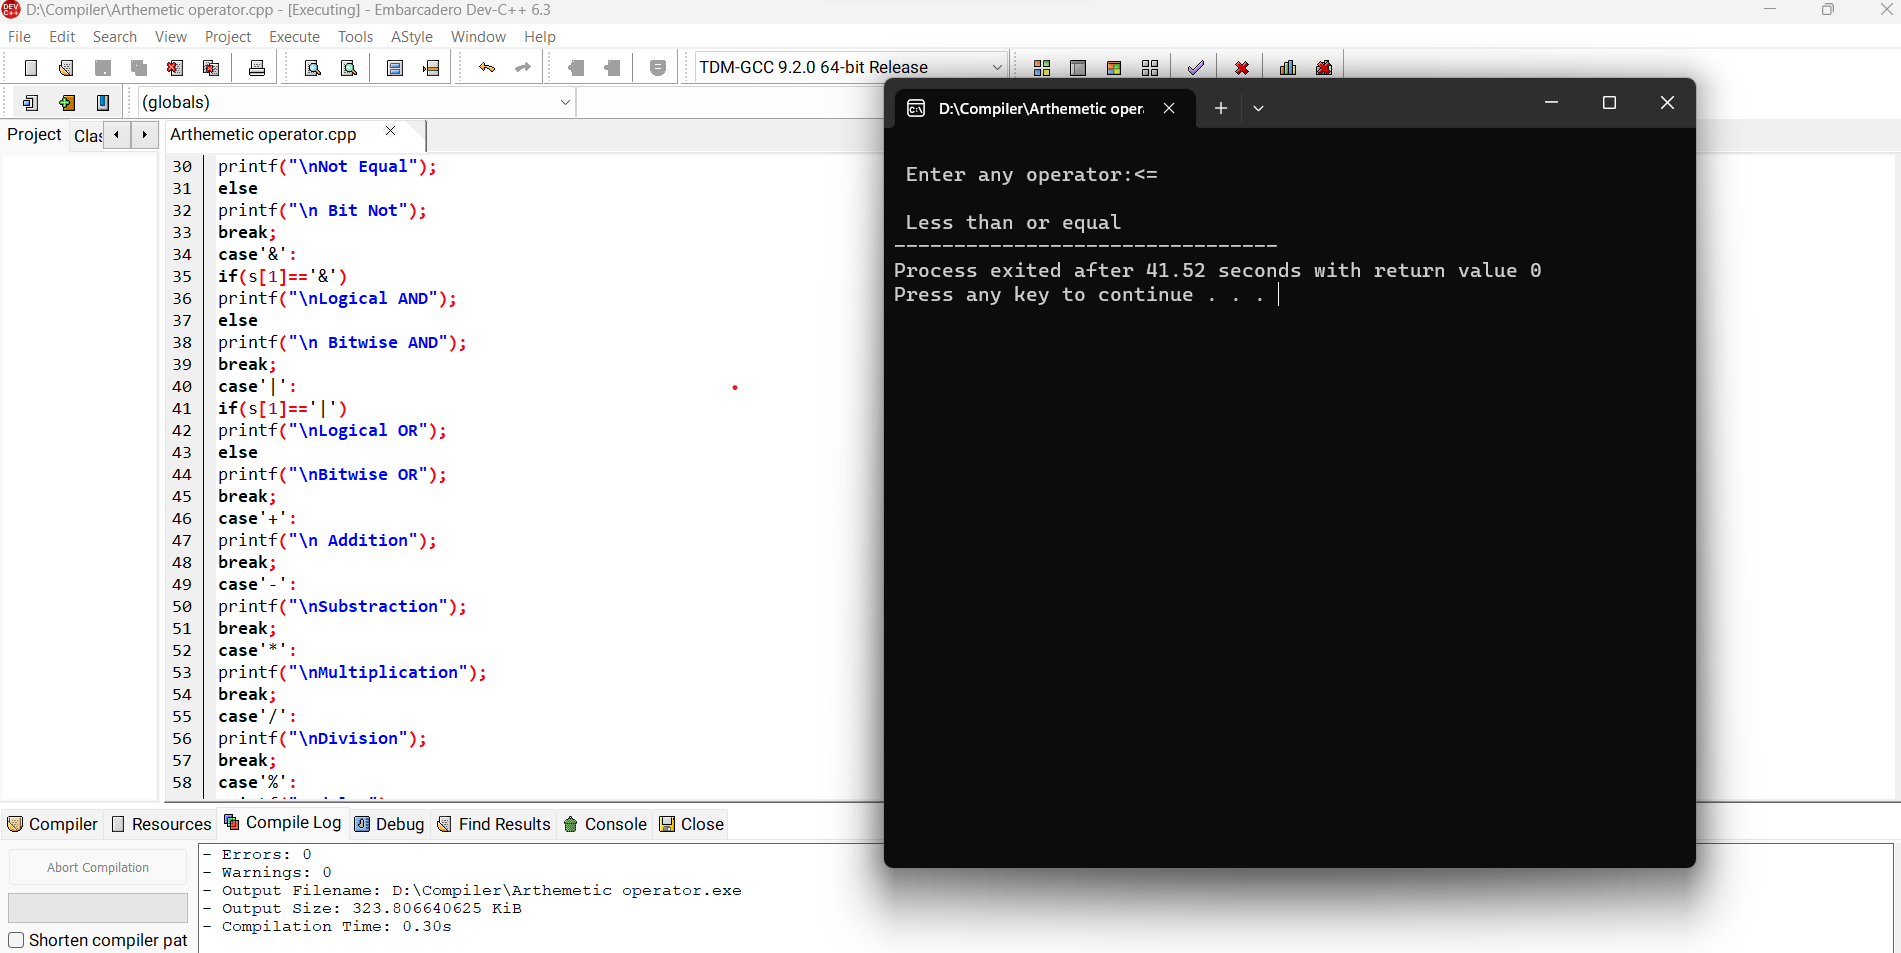 D:\Compiler\Arthemetic operator.cpp - [Executing] - Embarcadero Dev-C++ 6.3
File Edit Search View Project Execute Tools AStyle Window Help
TDM-GCC 9.2.0 64-bit Release
(globals)
Project Clas
Arthemetic operator.cpp
30 printf("\nNot Equal");
31 else
32 printf("\n Bit Not");
33 break;
34 case'&':
35 if(s[1]=='&')
36 printf("\nLogical AND");
37 else
38 printf("\n Bitwise AND");
39 break;
40 case'|':
41 if(s[1]=='|')
42 printf("\nLogical OR");
43 else
44 printf("\nBitwise OR");
45 break;
46 case'+':
47 printf("\n Addition");
48 break;
49 case'-':
50 printf("\nSubstraction");
51 break;
52 case'*':
53 printf("\nMultiplication");
54 break;
55 case'/':
56 printf("\nDivision");
57 break;
58 case'%':
D:\Compiler\Arthemetic oper
Enter any operator:<=
Less than or equal
--------------------------------
Process exited after 41.52 seconds with return value 0
Press any key to continue . . .
Compiler Resources Compile Log Debug Find Results Console Close
Abort Compilation
Shorten compiler pat
- Errors: 0
- Warnings: 0
- Output Filename: D:\Compiler\Arthemetic operator.exe
- Output Size: 323.806640625 KiB
- Compilation Time: 0.30s